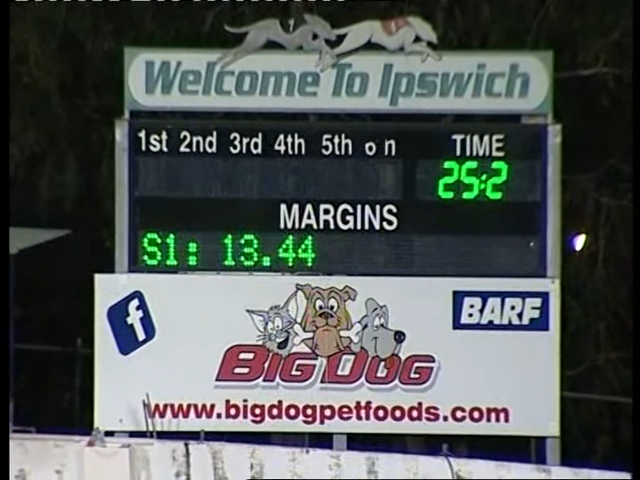 Welcome To Ipswich
1st 2nd 3rd 4th 5th o n TIME
25:2
MARGINS
S1: 13.44
f
BARF
BIG DOG
www.bigdogpetfoods.com